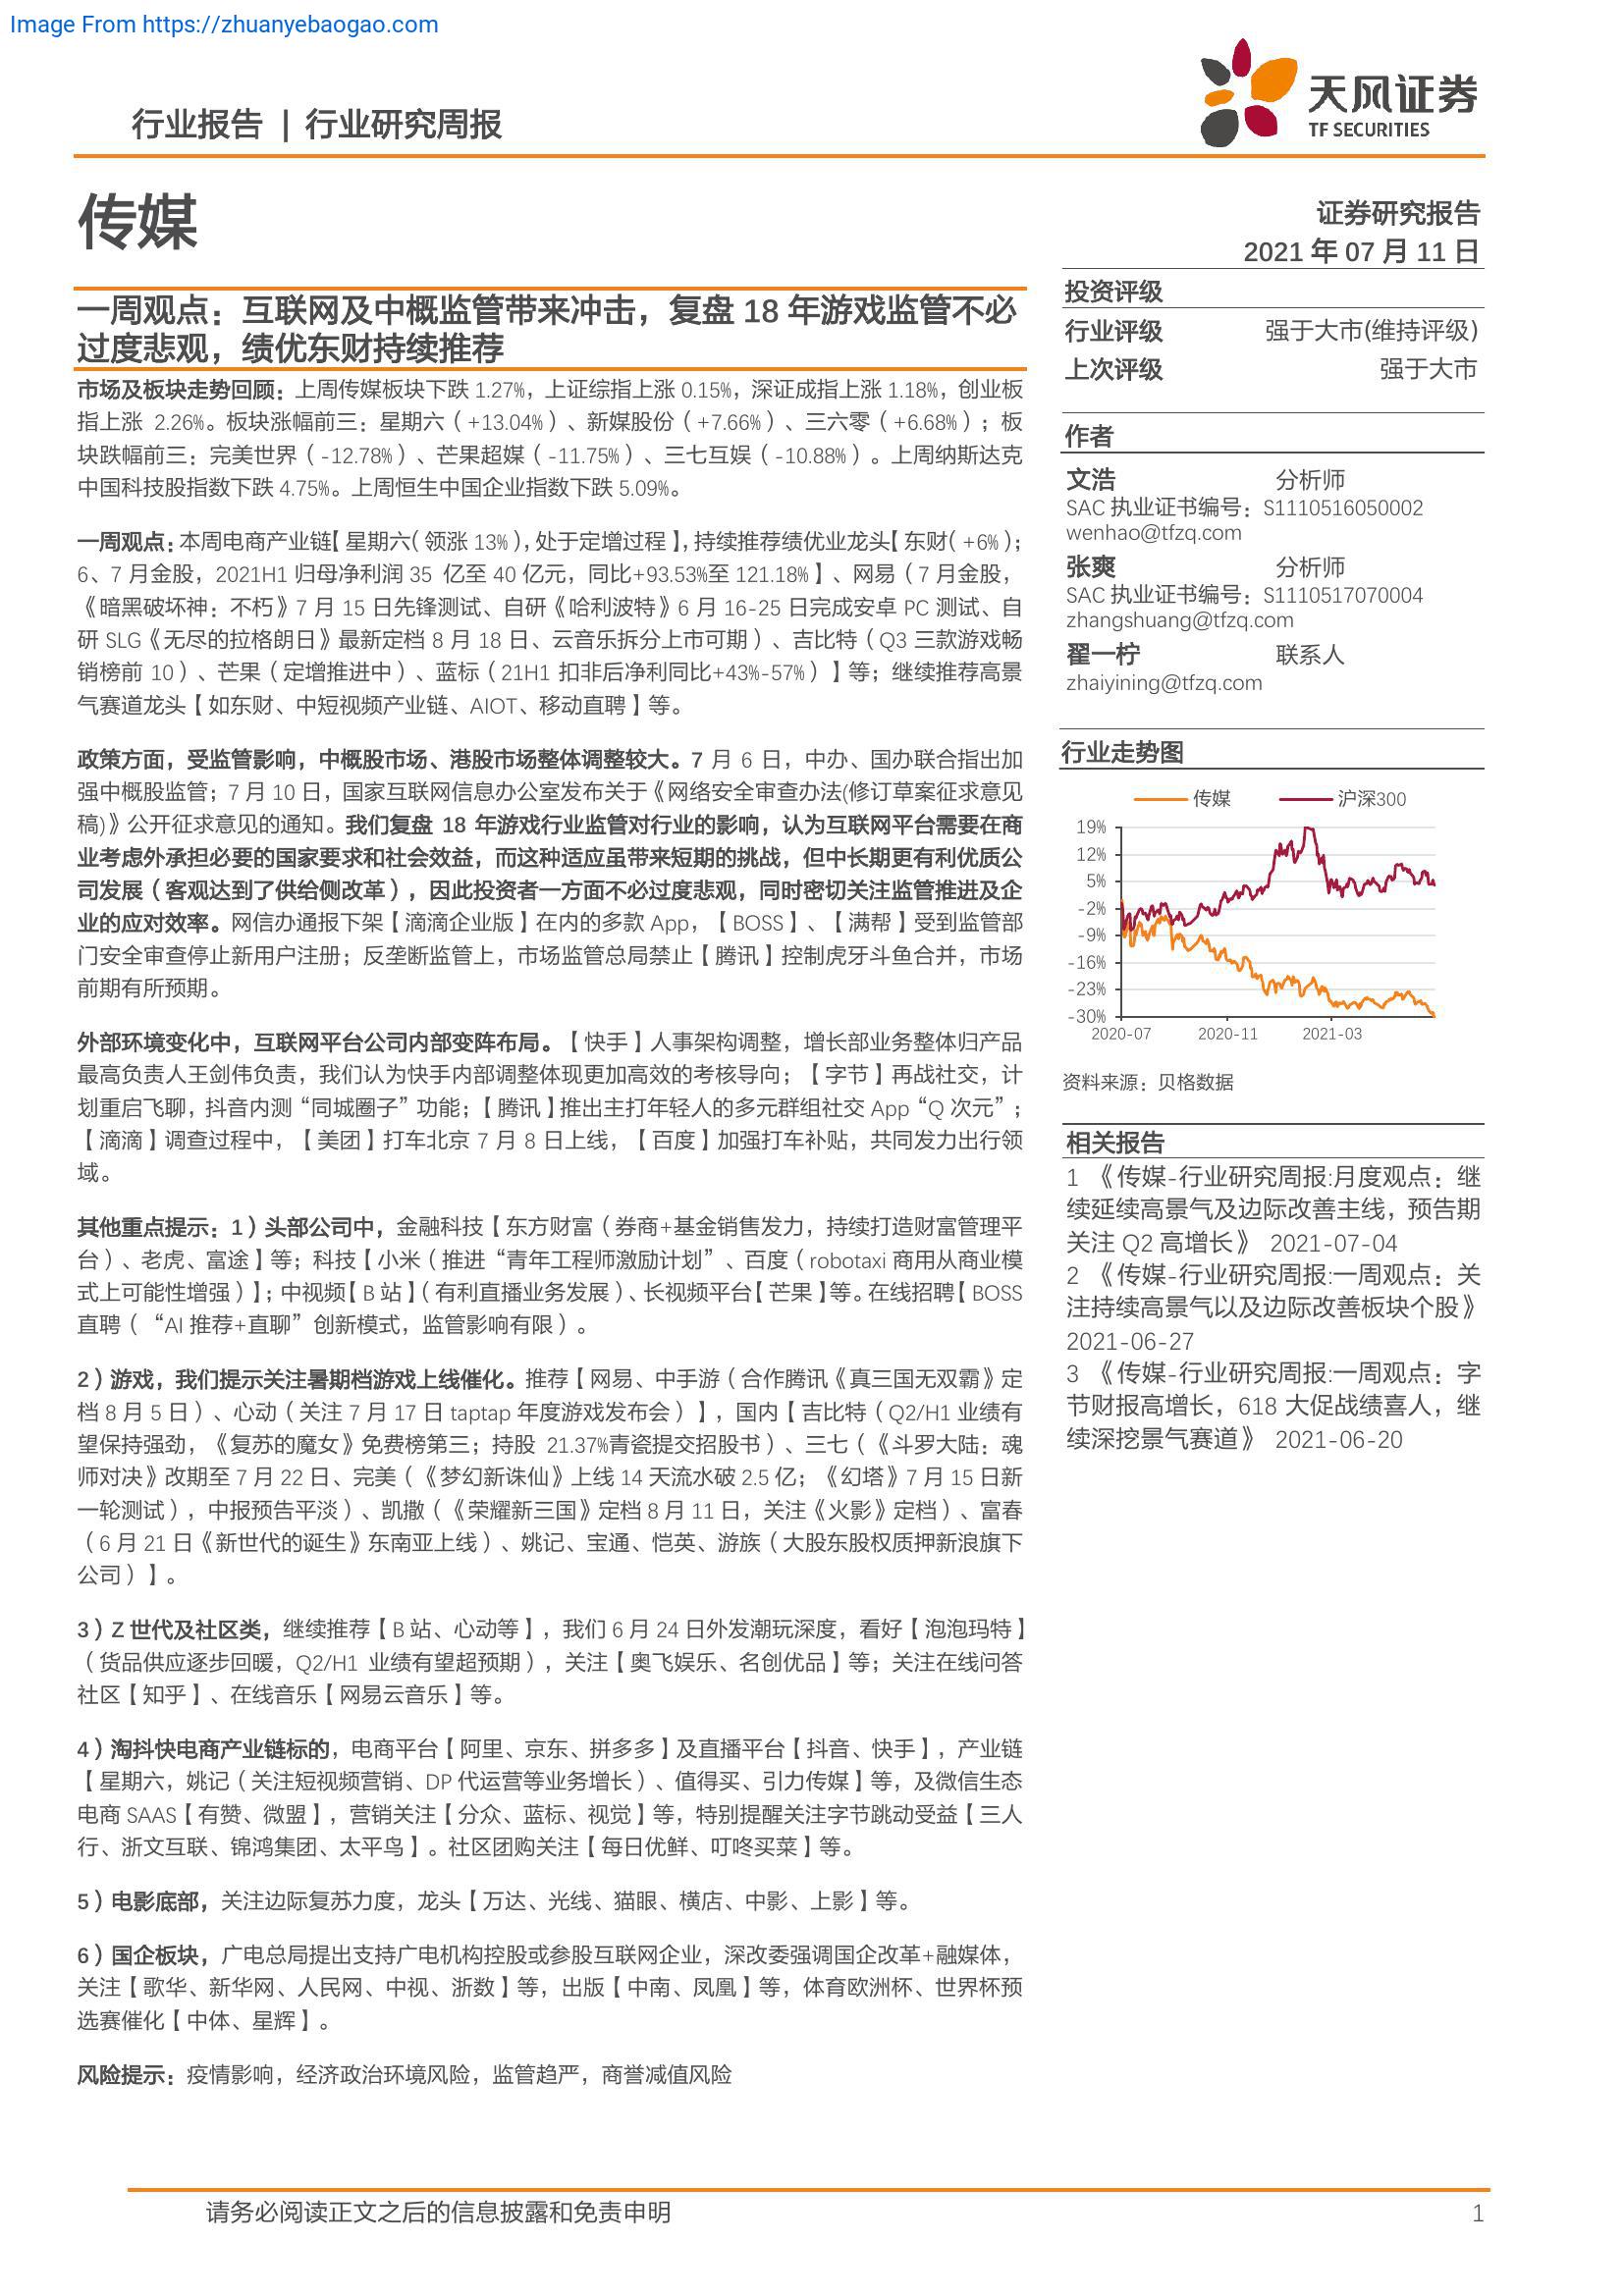 Image From https://zhuanyebaogao.com
天风证券
TF SECURITIES
行业报告 | 行业研究周报
传媒
证券研究报告
2021 年 07 月 11 日
一周观点：互联网及中概监管带来冲击，复盘 18 年游戏监管不必
过度悲观，绩优东财持续推荐
市场及板块走势回顾：上周传媒板块下跌 1.27%，上证综指上涨 0.15%，深证成指上涨 1.18%，创业板
指上涨 2.26%。板块涨幅前三：星期六（+13.04%）、新媒股份（+7.66%）、三六零（+6.68%）；板
块跌幅前三：完美世界（-12.78%）、芒果超媒（-11.75%）、三七互娱（-10.88%）。上周纳斯达克
中国科技股指数下跌 4.75%。上周恒生中国企业指数下跌 5.09%。
一周观点：本周电商产业链【星期六（领涨 13%），处于定增过程】，持续推荐绩优业龙头【东财（+6%）；
6、7 月金股，2021H1 归母净利润 35 亿至 40 亿元，同比+93.53%至 121.18%】、网易（7 月金股，
《暗黑破坏神：不朽》7 月 15 日先锋测试、自研《哈利波特》6 月 16-25 日完成安卓 PC 测试、自
研 SLG《无尽的拉格朗日》最新定档 8 月 18 日、云音乐拆分上市可期）、吉比特（Q3 三款游戏畅
销榜前 10）、芒果（定增推进中）、蓝标（21H1 扣非后净利同比+43%-57%）】等；继续推荐高景
气赛道龙头【如东财、中短视频产业链、AIOT、移动直聘】等。
政策方面，受监管影响，中概股市场、港股市场整体调整较大。7 月 6 日，中办、国办联合指出加
强中概股监管；7 月 10 日，国家互联网信息办公室发布关于《网络安全审查办法(修订草案征求意见
稿)》公开征求意见的通知。我们复盘 18 年游戏行业监管对行业的影响，认为互联网平台需要在商
业考虑外承担必要的国家要求和社会效益，而这种适应虽带来短期的挑战，但中长期更有利优质公
司发展（客观达到了供给侧改革），因此投资者一方面不必过度悲观，同时密切关注监管推进及企
业的应对效率。网信办通报下架【滴滴企业版】在内的多款 App，【BOSS】、【满帮】受到监管部
门安全审查停止新用户注册；反垄断监管上，市场监管总局禁止【腾讯】控制虎牙斗鱼合并，市场
前期有所预期。
外部环境变化中，互联网平台公司内部变阵布局。【快手】人事架构调整，增长部业务整体归产品
最高负责人王剑伟负责，我们认为快手内部调整体现更加高效的考核导向；【字节】再战社交，计
划重启飞聊，抖音内测“同城圈子”功能；【腾讯】推出主打年轻人的多元群组社交 App“Q 次元”；
【滴滴】调查过程中，【美团】打车北京 7 月 8 日上线，【百度】加强打车补贴，共同发力出行领
域。
其他重点提示：1）头部公司中，金融科技【东方财富（券商+基金销售发力，持续打造财富管理平
台）、老虎、富途】等；科技【小米（推进“青年工程师激励计划”、百度（robotaxi 商用从商业模
式上可能性增强）】；中视频【B 站】（有利直播业务发展）、长视频平台【芒果】等。在线招聘【BOSS
直聘（“AI 推荐+直聊”创新模式，监管影响有限）。
2）游戏，我们提示关注暑期档游戏上线催化。推荐【网易、中手游（合作腾讯《真三国无双霸》定
档 8 月 5 日）、心动（关注 7 月 17 日 taptap 年度游戏发布会）】，国内【吉比特（Q2/H1 业绩有
望保持强劲，《复苏的魔女》免费榜第三；持股 21.37%青瓷提交招股书）、三七（《斗罗大陆：魂
师对决》改期至 7 月 22 日、完美（《梦幻新诛仙》上线 14 天流水破 2.5 亿；《幻塔》7 月 15 日新
一轮测试），中报预告平淡）、凯撒（《荣耀新三国》定档 8 月 11 日，关注《火影》定档）、富春
（6 月 21 日《新世代的诞生》东南亚上线）、姚记、宝通、恺英、游族（大股东股权质押新浪旗下
公司）】。
3）Z 世代及社区类，继续推荐【B 站、心动等】，我们 6 月 24 日外发潮玩深度，看好【泡泡玛特】
（货品供应逐步回暖，Q2/H1 业绩有望超预期），关注【奥飞娱乐、名创优品】等；关注在线问答
社区【知乎】、在线音乐【网易云音乐】等。
4）淘抖快电商产业链标的，电商平台【阿里、京东、拼多多】及直播平台【抖音、快手】，产业链
【星期六，姚记（关注短视频营销、DP 代运营等业务增长）、值得买、引力传媒】等，及微信生态
电商 SAAS【有赞、微盟】，营销关注【分众、蓝标、视觉】等，特别提醒关注字节跳动受益【三人
行、浙文互联、锦鸿集团、太平鸟】。社区团购关注【每日优鲜、叮咚买菜】等。
5）电影底部，关注边际复苏力度，龙头【万达、光线、猫眼、横店、中影、上影】等。
6）国企板块，广电总局提出支持广电机构控股或参股互联网企业，深改委强调国企改革+融媒体，
关注【歌华、新华网、人民网、中视、浙数】等，出版【中南、凤凰】等，体育欧洲杯、世界杯预
选赛催化【中体、星辉】。
风险提示：疫情影响，经济政治环境风险，监管趋严，商誉减值风险
投资评级
行业评级 强于大市(维持评级)
上次评级 强于大市
作者
文浩 分析师
SAC 执业证书编号：S1110516050002
wenhao@tfzq.com
张爽 分析师
SAC 执业证书编号：S1110517070004
zhangshuang@tfzq.com
翟一柠 联系人
zhaiyining@tfzq.com
行业走势图
传媒 沪深300
19%
12%
5%
-2%
-9%
-16%
-23%
-30%
2020-07 2020-11 2021-03
资料来源：贝格数据
相关报告
1 《传媒-行业研究周报:月度观点：继
续延续高景气及边际改善主线，预告期
关注 Q2 高增长》 2021-07-04
2 《传媒-行业研究周报:一周观点：关
注持续高景气以及边际改善板块个股》
2021-06-27
3 《传媒-行业研究周报:一周观点：字
节财报高增长，618 大促战绩喜人，继
续深挖景气赛道》 2021-06-20
请务必阅读正文之后的信息披露和免责申明 1